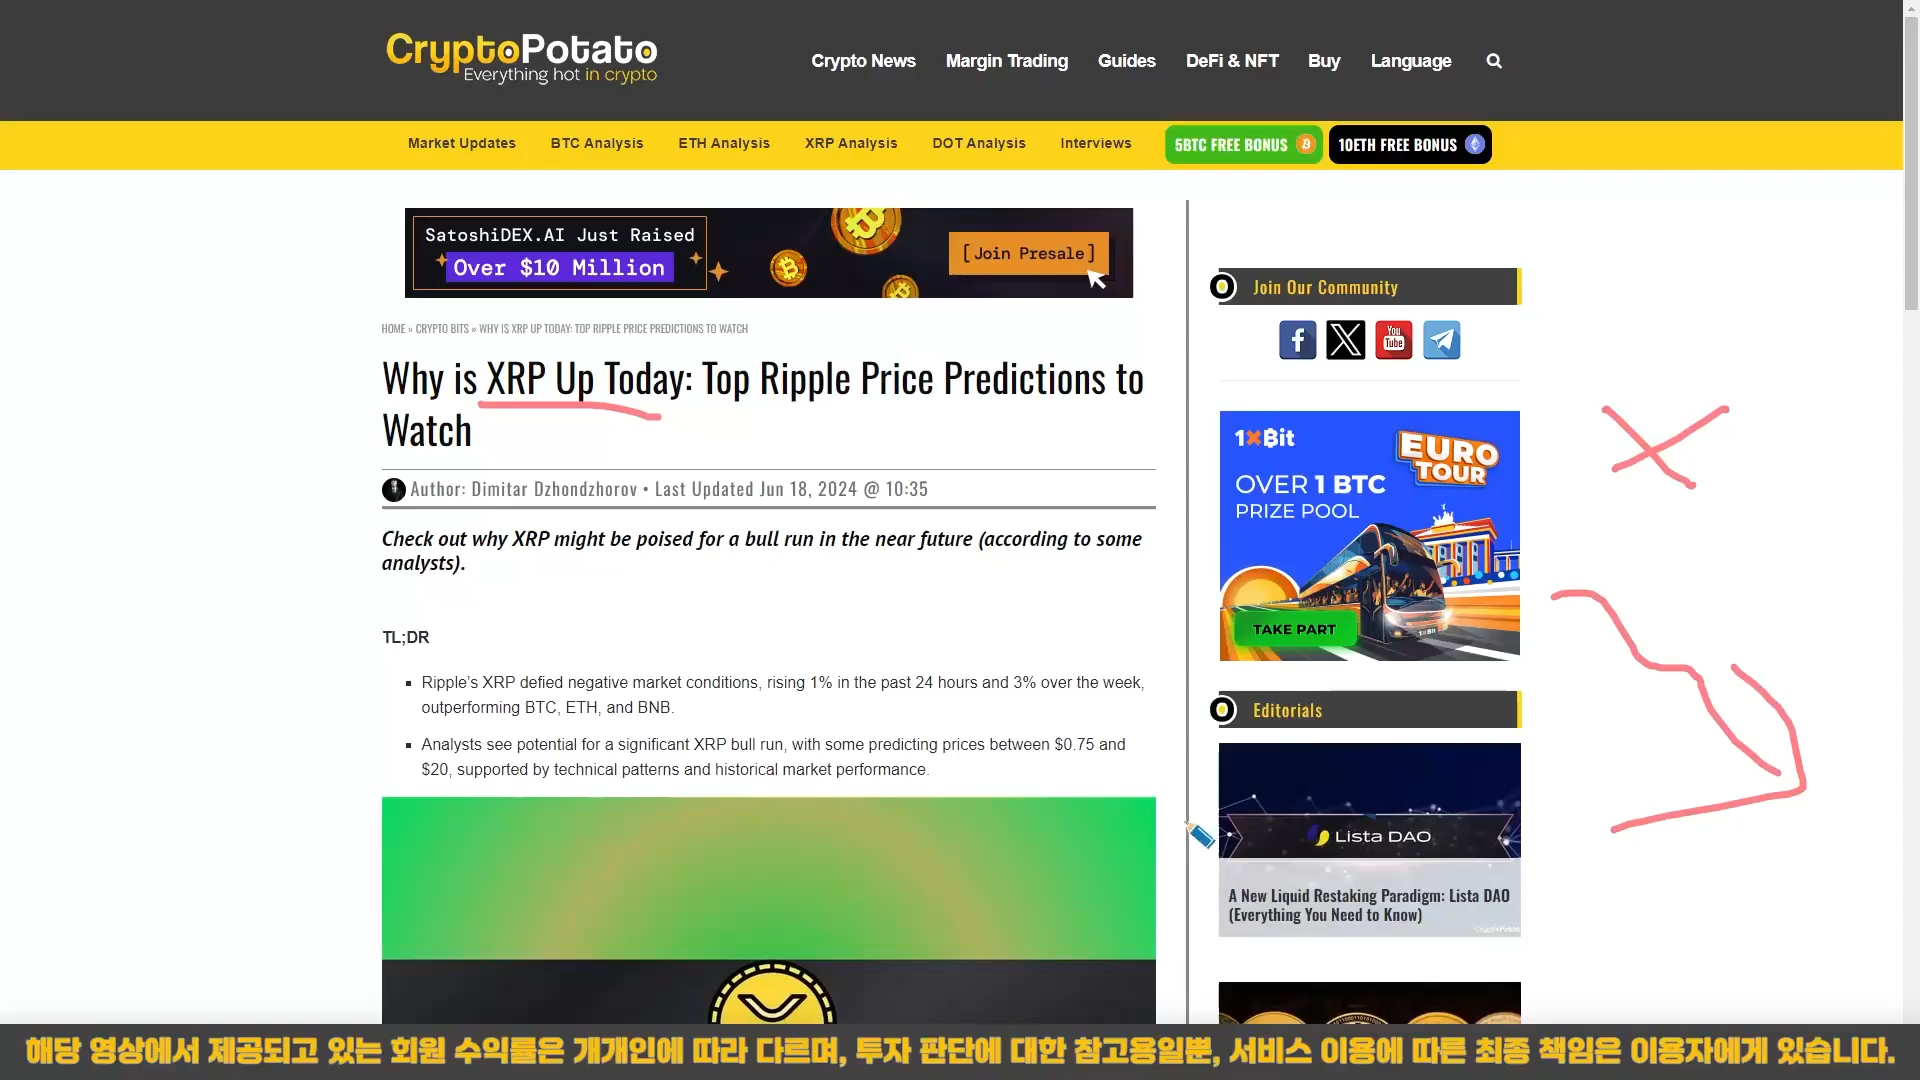 CryptoPotato
Everything hot in crypto
Crypto News Margin Trading Guides DeFi & NFT Buy Language
Market Updates BTC Analysis ETH Analysis XRP Analysis DOT Analysis Interviews 5BTC FREE BONUS 10ETH FREE BONUS
SatoshiDEX.AI Just Raised
Over $10 Million
[Join Presale]
HOME » CRYPTO BITS » WHY IS XRP UP TODAY: TOP RIPPLE PRICE PREDICTIONS TO WATCH
Why is XRP Up Today: Top Ripple Price Predictions to
Watch
Author: Dimitar Dzhondzhorov • Last Updated Jun 18, 2024 @ 10:35
Check out why XRP might be poised for a bull run in the near future (according to some
analysts).
TL;DR
Ripple’s XRP defied negative market conditions, rising 1% in the past 24 hours and 3% over the week,
outperforming BTC, ETH, and BNB.
Analysts see potential for a significant XRP bull run, with some predicting prices between $0.75 and
$20, supported by technical patterns and historical market performance.
Join Our Community
You
Tube
1XBit
EURO
TOUR
OVER 1 BTC
PRIZE POOL
TAKE PART
1XBit
Editorials
Lista DAO
A New Liquid Restaking Paradigm: Lista DAO
(Everything You Need to Know)
CryptoPotato
해당 영상에서 제공되고 있는 회원 수익률은 개개인에 따라 다르며, 투자 판단에 대한 참고용일뿐, 서비스 이용에 따른 최종 책임은 이용자에게 있습니다.